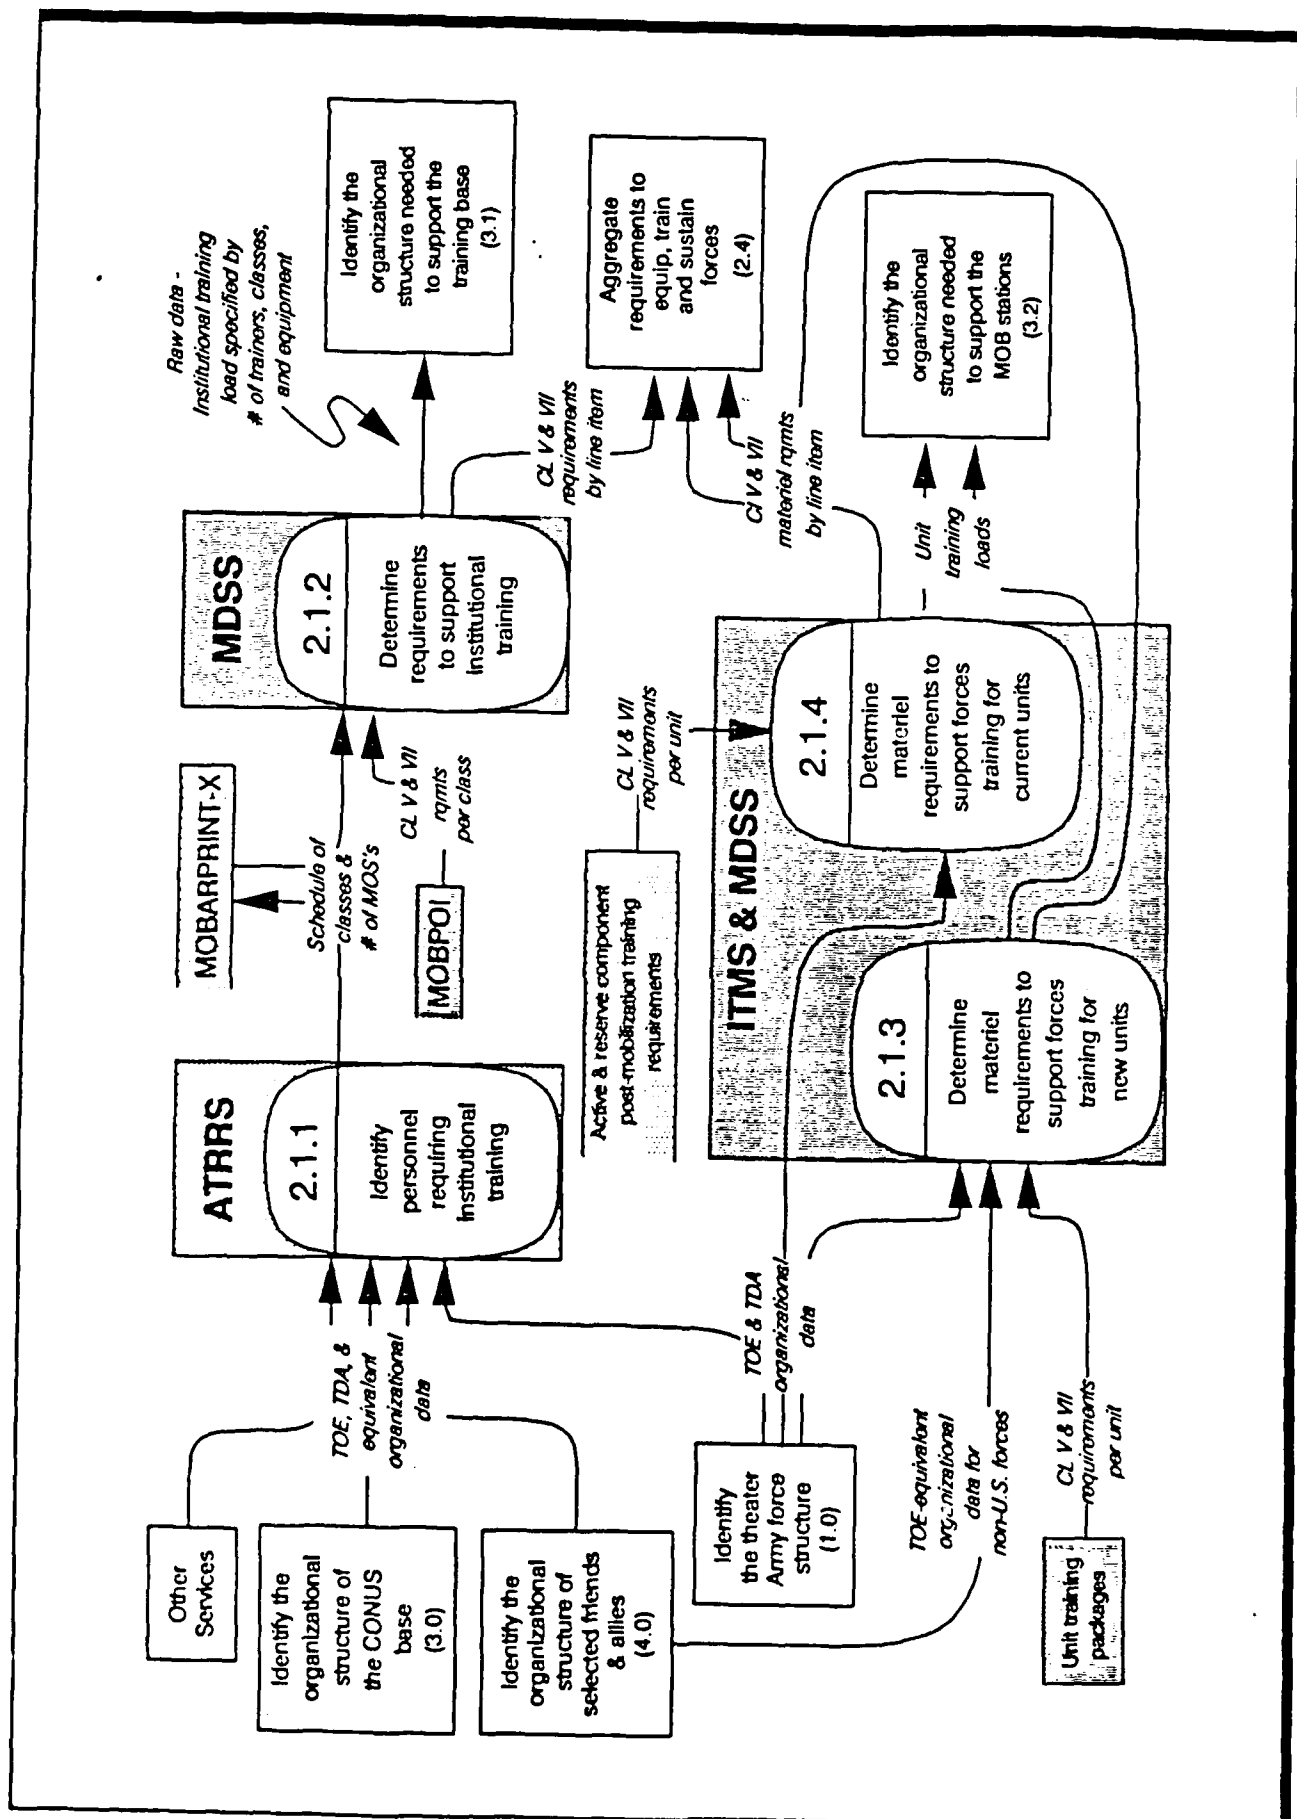 Other
Services
Identify the
organizational
structure of
the CONUS
base
(3.0)
Identify the
organizational
structure of
selected friends
& allies
(4.0)
Identify
the theater
Army force
structure
(1.0)
Unit training
packages
TOE, TDA, &
equivalent
organizational
data
TOE & TDA
organizational
data
TOE-equivalent
organizational
data for
non-U.S. forces
CL V & VII
requirements
per unit
ATRRS
2.1.1
Identify
personnel
requiring
Institutional
training
MOBARPRINT-X
Schedule of
classes &
# of MOS's
MOBPOI
CL V & VII
rqmts
per class
Active & reserve component
post-mobilization training
requirements
CL V & VII
requirements
per unit
MDSS
2.1.2
Determine
requirements
to support
Institutional
training
ITMS & MDSS
2.1.3
Determine
materiel
requirements to
support forces
training for
new units
2.1.4
Determine
materiel
requirements to
support forces
training for
current units
Raw data -
Institutional training
load specified by
# of trainers, classes,
and equipment
CL V & VII
requirements
by line item
Cl V & VII
materiel rqmts
by line item
Unit
training
loads
Identify the
organizational
structure needed
to support the
training base
(3.1)
Aggregate
requirements to
equip, train
and sustain
forces
(2.4)
Identify the
organizational
structure needed
to support the
MOB stations
(3.2)